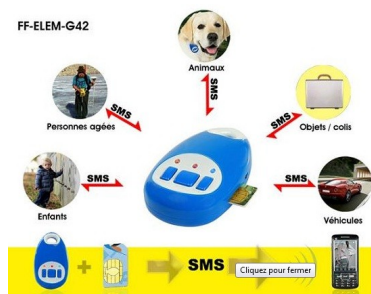 FF-ELEM-G42
Animaux
SMS
SMS
Personnes agées
SMS
Objets / colis
SMS
Enfants
SMS
Véhicules
SMS
Cliquez pour fermer